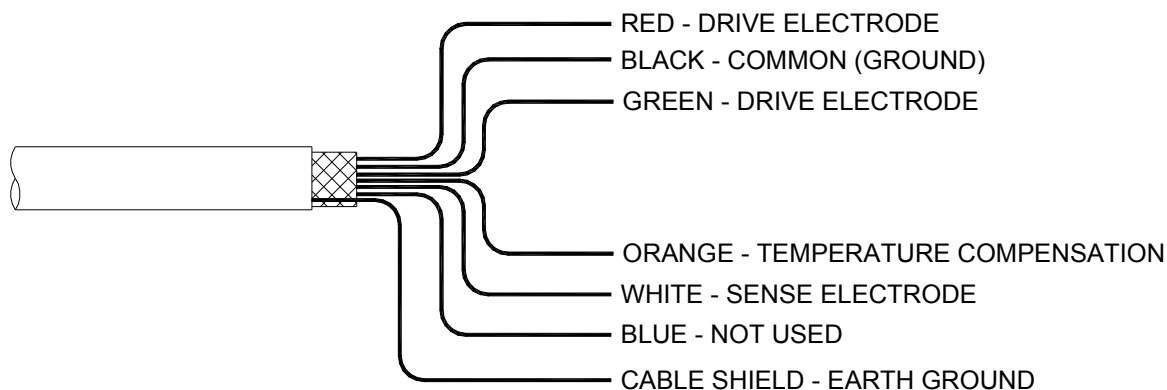 RED - DRIVE ELECTRODE
BLACK - COMMON (GROUND)
GREEN - DRIVE ELECTRODE
ORANGE - TEMPERATURE COMPENSATION
WHITE - SENSE ELECTRODE
BLUE - NOT USED
CABLE SHIELD - EARTH GROUND